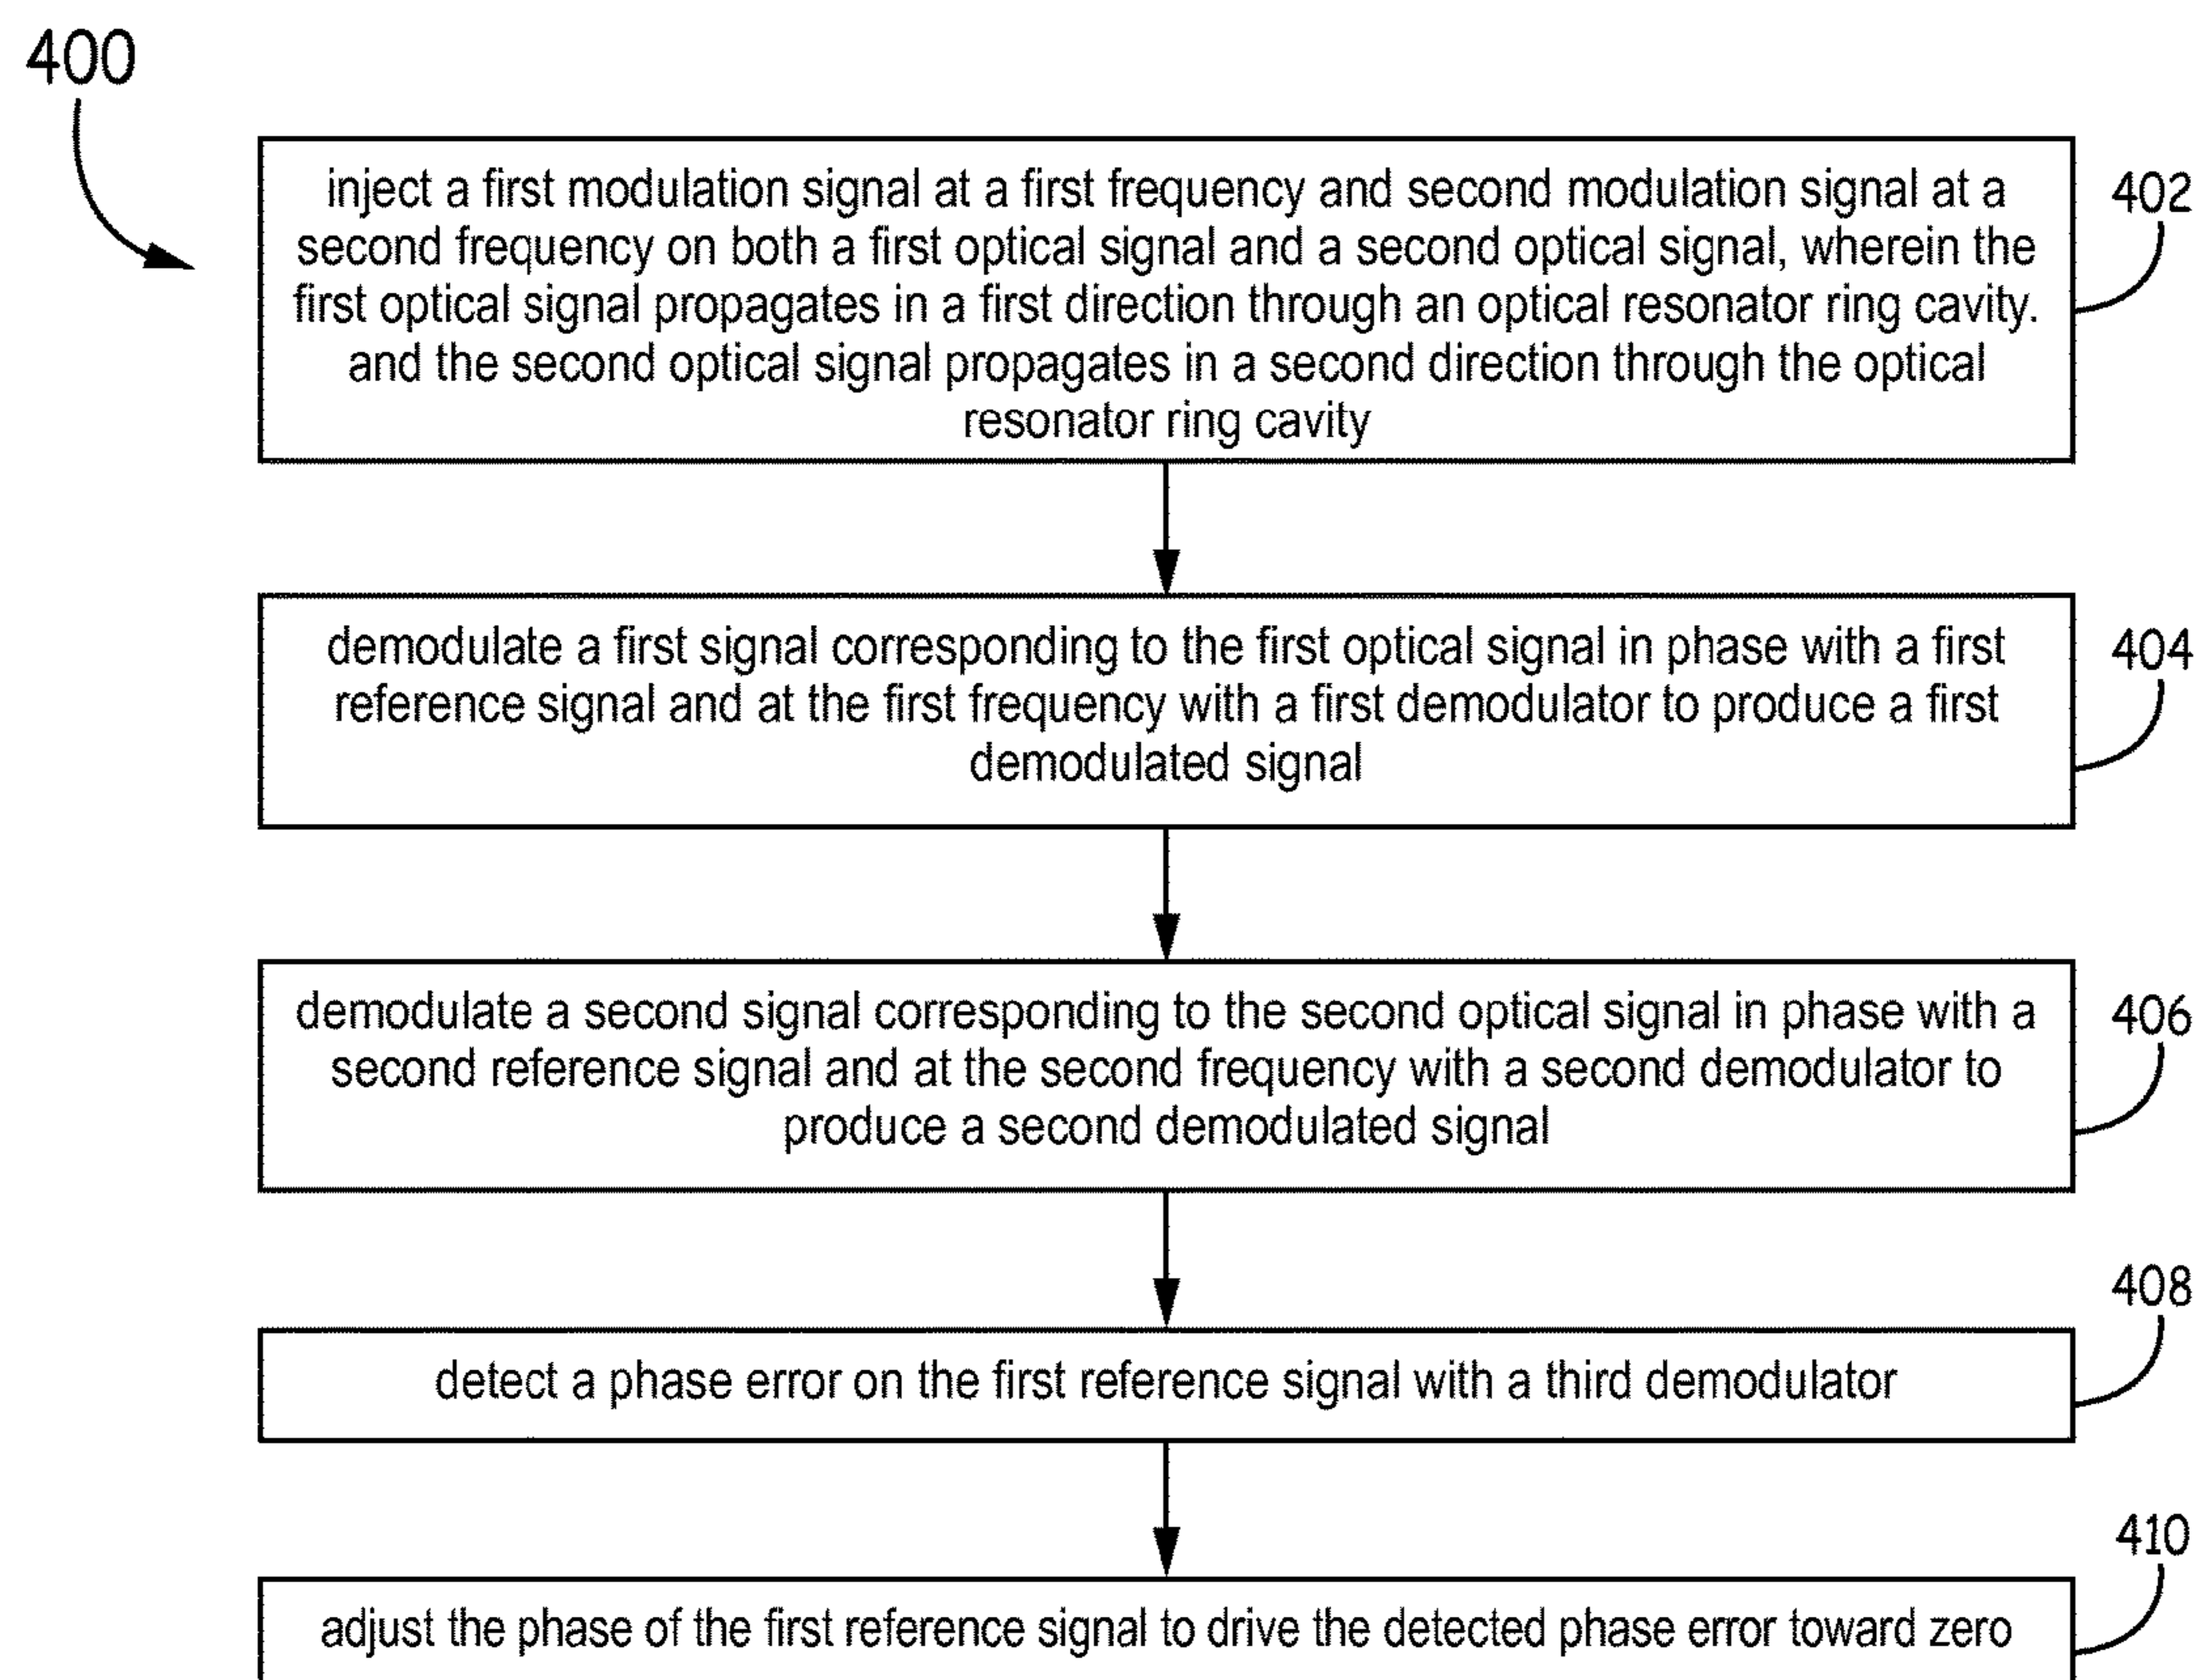 400
inject a first modulation signal at a first frequency and second modulation signal at a
second frequency on both a first optical signal and a second optical signal, wherein the
first optical signal propagates in a first direction through an optical resonator ring cavity.
and the second optical signal propagates in a second direction through the optical
resonator ring cavity
402
demodulate a first signal corresponding to the first optical signal in phase with a first
reference signal and at the first frequency with a first demodulator to produce a first
demodulated signal
404
demodulate a second signal corresponding to the second optical signal in phase with a
second reference signal and at the second frequency with a second demodulator to
produce a second demodulated signal
406
detect a phase error on the first reference signal with a third demodulator
408
adjust the phase of the first reference signal to drive the detected phase error toward zero
410